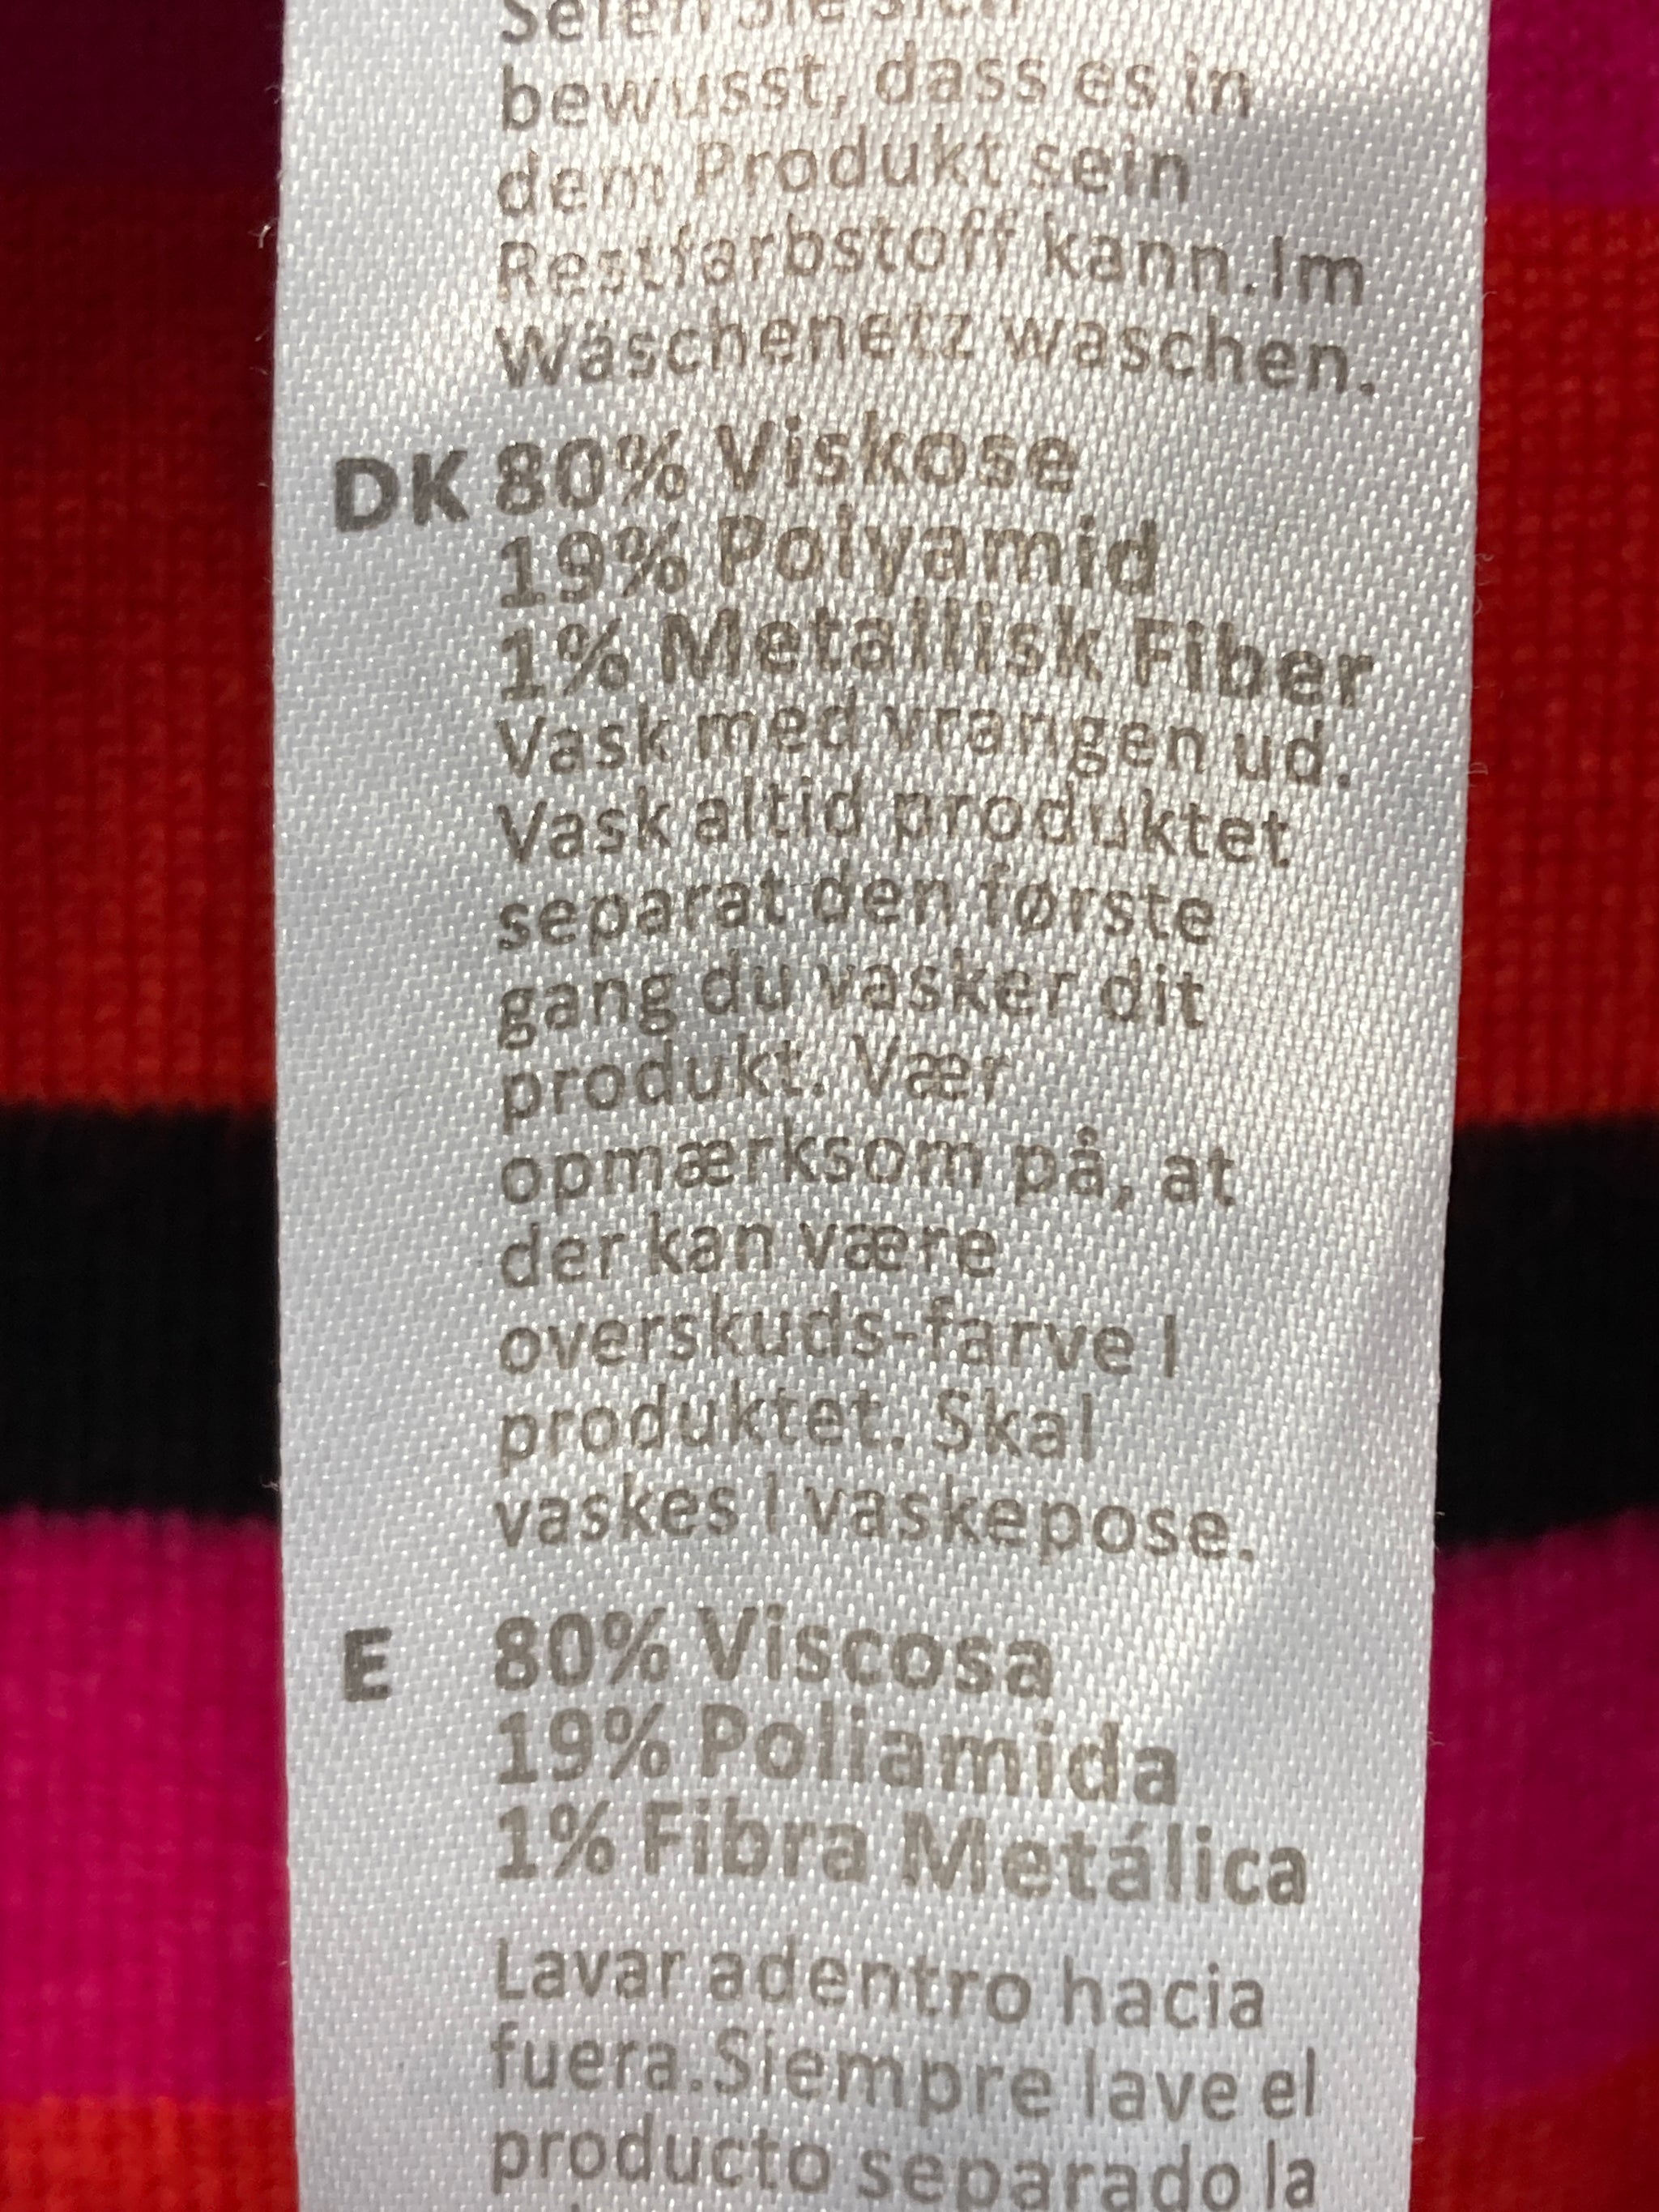 Seien Sie sich
bewusst, dass es in
dem Produkt sein
Restfarbstoff kann.Im
Wäschenetz waschen.
DK 80% Viskose
19% Polyamid
1% Metallisk Fiber
Vask med vrangen ud.
Vask altid produktet
separat den første
gang du vasker dit
produkt. Vær
opmærksom på, at
der kan være
overskuds-farve I
produktet. Skal
vaskes I vaskepose.
E 80% Viscosa
19% Poliamida
1% Fibra Metálica
Lavar adentro hacia
fuera.Siempre lave el
producto separado la